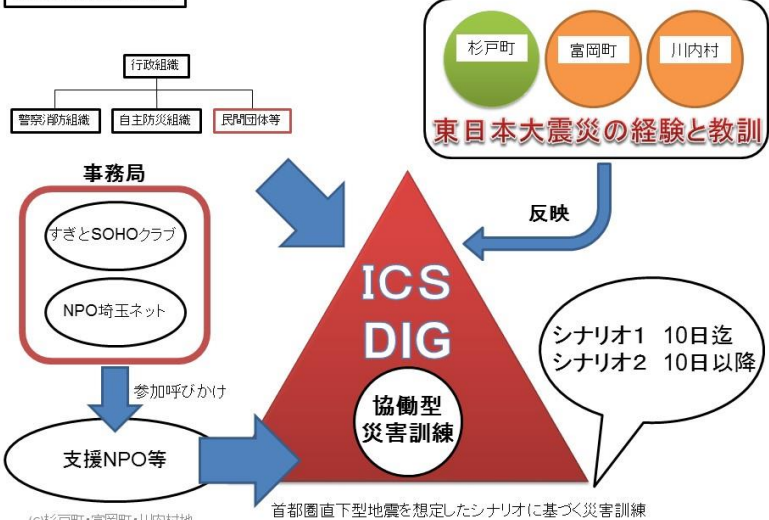 行政組織
警察消防組織
自主防災組織
民間団体等
杉戸町
富岡町
川内村
東日本大震災の経験と教訓
反映
事務局
すぎとSOHOクラブ
NPO埼玉ネット
参加呼びかけ
支援NPO等
ICS
DIG
協働型
災害訓練
シナリオ1 10日迄
シナリオ2 10日以降
首都圏直下型地震を想定したシナリオに基づく災害訓練